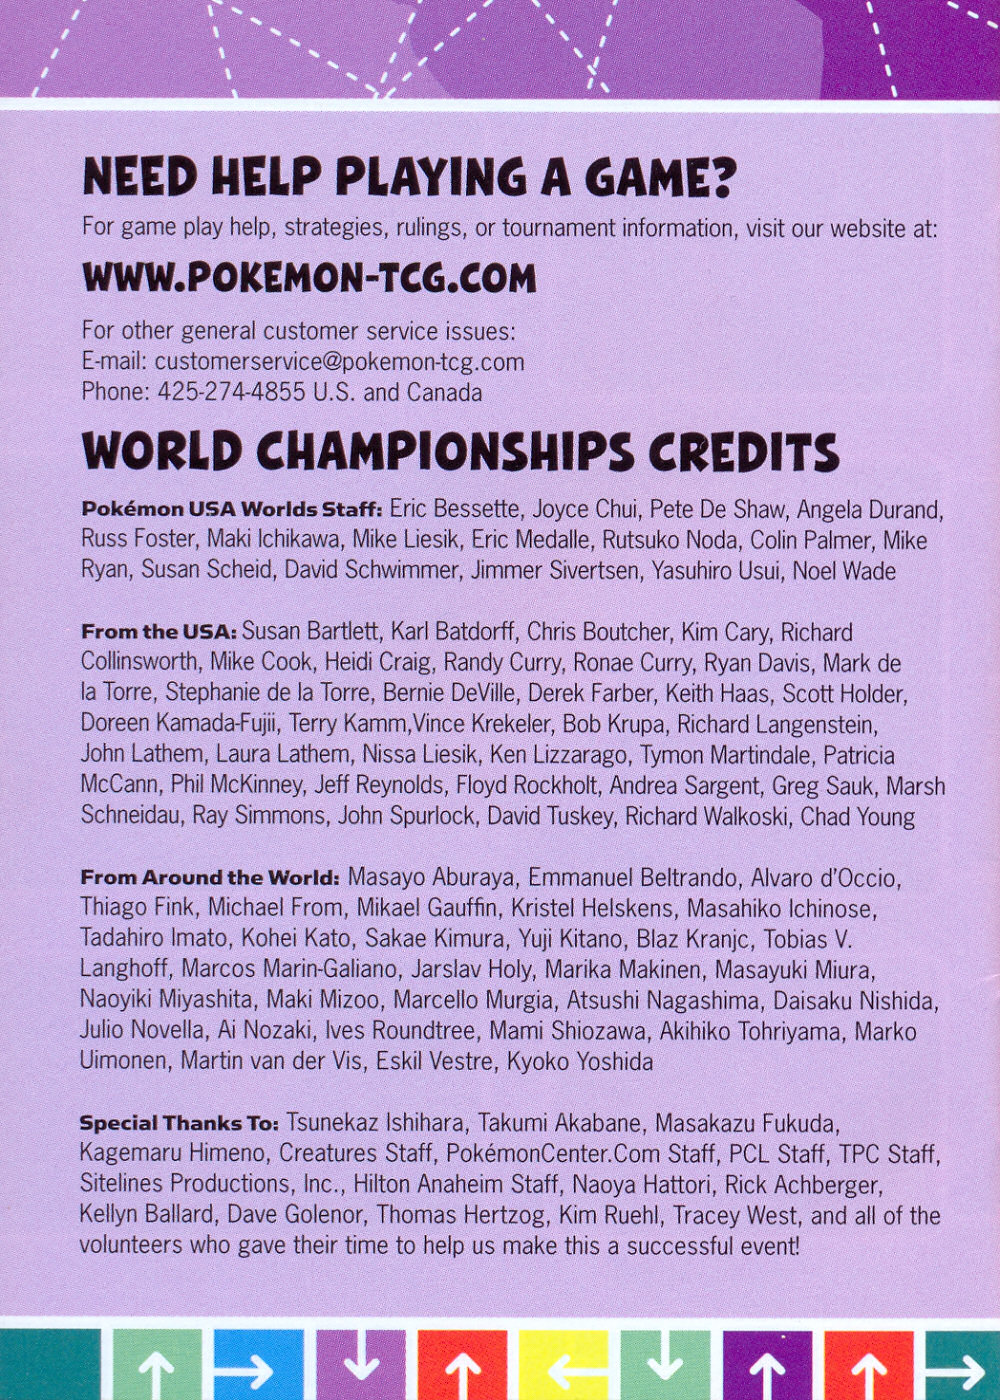 NEED HELP PLAYING A GAME?
For game play help, strategies, rulings, or tournament information, visit our website at:
WWW.POKEMON-TCG.COM
For other general customer service issues:
E-mail: customerservice@pokemon-tcg.com
Phone: 425-274-4855 U.S. and Canada
WORLD CHAMPIONSHIPS CREDITS
Pokémon USA Worlds Staff: Eric Bessette, Joyce Chui, Pete De Shaw, Angela Durand,
Russ Foster, Maki Ichikawa, Mike Liesik, Eric Medalle, Rutsuko Noda, Colin Palmer, Mike
Ryan, Susan Scheid, David Schwimmer, Jimmer Sivertsen, Yasuhiro Usui, Noel Wade
From the USA: Susan Bartlett, Karl Batdorff, Chris Boutcher, Kim Cary, Richard
Collinsworth, Mike Cook, Heidi Craig, Randy Curry, Ronae Curry, Ryan Davis, Mark de
la Torre, Stephanie de la Torre, Bernie DeVille, Derek Farber, Keith Haas, Scott Holder,
Doreen Kamada-Fujii, Terry Kamm,Vince Krekeler, Bob Krupa, Richard Langenstein,
John Lathem, Laura Lathem, Nissa Liesik, Ken Lizzarago, Tymon Martindale, Patricia
McCann, Phil McKinney, Jeff Reynolds, Floyd Rockholt, Andrea Sargent, Greg Sauk, Marsh
Schneidau, Ray Simmons, John Spurlock, David Tuskey, Richard Walkoski, Chad Young
From Around the World: Masayo Aburaya, Emmanuel Beltrando, Alvaro d'Occio,
Thiago Fink, Michael From, Mikael Gauffin, Kristel Helskens, Masahiko Ichinose,
Tadahiro Imato, Kohei Kato, Sakae Kimura, Yuji Kitano, Blaz Kranjc, Tobias V.
Langhoff, Marcos Marin-Galiano, Jarslav Holy, Marika Makinen, Masayuki Miura,
Naoyiki Miyashita, Maki Mizoo, Marcello Murgia, Atsushi Nagashima, Daisaku Nishida,
Julio Novella, Ai Nozaki, Ives Roundtree, Mami Shiozawa, Akihiko Tohriyama, Marko
Uimonen, Martin van der Vis, Eskil Vestre, Kyoko Yoshida
Special Thanks To: Tsunekaz Ishihara, Takumi Akabane, Masakazu Fukuda,
Kagemaru Himeno, Creatures Staff, PokémonCenter.Com Staff, PCL Staff, TPC Staff,
Sitelines Productions, Inc., Hilton Anaheim Staff, Naoya Hattori, Rick Achberger,
Kellyn Ballard, Dave Golenor, Thomas Hertzog, Kim Ruehl, Tracey West, and all of the
volunteers who gave their time to help us make this a successful event!